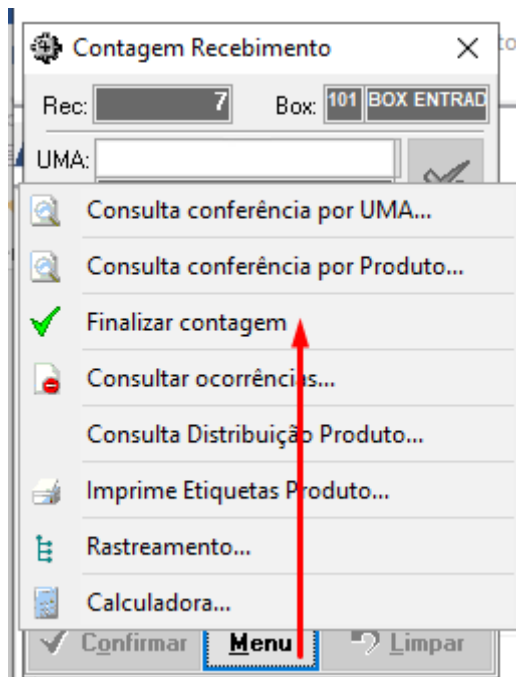 Contagem Recebimento
Rec: 7 Box: 101 BOX ENTRAD
UMA:
Consulta conferência por UMA...
Consulta conferência por Produto...
Finalizar contagem
Consultar ocorrências...
Consulta Distribuição Produto...
Imprime Etiquetas Produto...
Rastreamento...
Calculadora...
Confirmar Menu Limpar